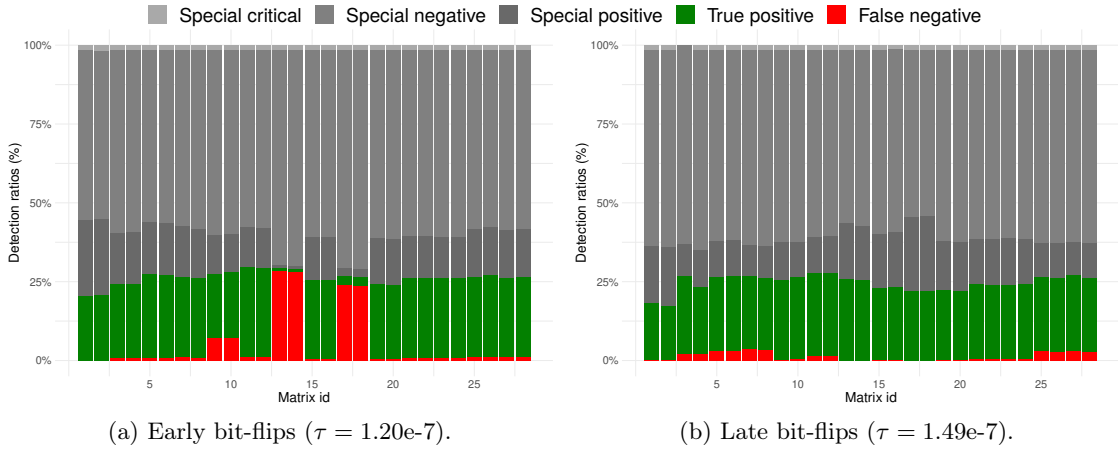 Special critical Special negative Special positive True positive False negative
100%
75%
50%
25%
0%
Detection ratios (%)
5 10 15 20 25
Matrix id
(a) Early bit-flips (τ = 1.20e-7).
100%
75%
50%
25%
0%
Detection ratios (%)
5 10 15 20 25
Matrix id
(b) Late bit-flips (τ = 1.49e-7).